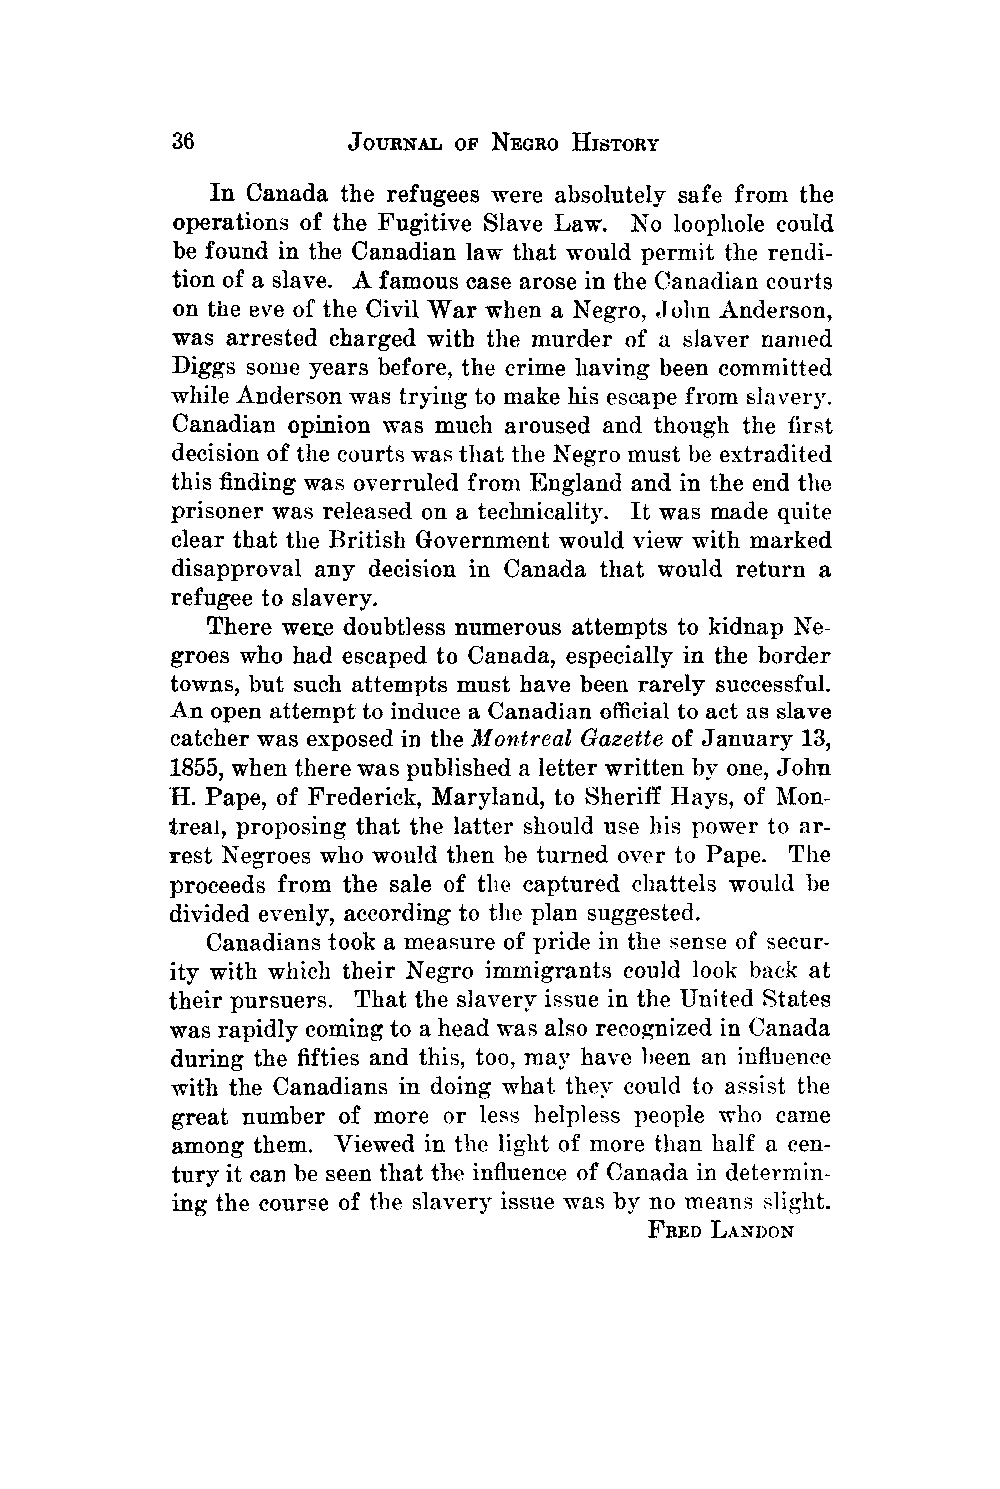 36 JOURNAL OF NEGRO HISTORY
In Canada the refugees were absolutely safe from the
operations of the Fugitive Slave Law. No loophole could
be found in the Canadian law that would permit the rendi-
tion of a slave. A famous case arose in the Canadian courts
on the eve of the Civil War when a Negro, John Anderson,
was arrested charged with the murder of a slaver named
Diggs some years before, the crime having been committed
while Anderson was trying to make his escape from slavery.
Canadian opinion was much aroused and though the first
decision of the courts was that the Negro must be extradited
this finding was overruled from England and in the end the
prisoner was released on a technicality. It was made quite
clear that the British Government would view with marked
disapproval any decision in Canada that would return a
refugee to slavery.
There were doubtless numerous attempts to kidnap Ne-
groes who had escaped to Canada, especially in the border
towns, but such attempts must have been rarely successful.
An open attempt to induce a Canadian official to act as slave
catcher was exposed in the Montreal Gazette of January 13,
1855, when there was published a letter written by one, John
H. Pape, of Frederick, Maryland, to Sheriff Hays, of Mon-
treal, proposing that the latter should use his power to ar-
rest Negroes who would then be turned over to Pape. The
proceeds from the sale of the captured chattels would be
divided evenly, according to the plan suggested.
Canadians took a measure of pride in the sense of secur-
ity with which their Negro immigrants could look back at
their pursuers. That the slavery issue in the United States
was rapidly coming to a head was also recognized in Canada
during the fifties and this, too, may have been an influence
with the Canadians in doing what they could to assist the
great number of more or less helpless people who came
among them. Viewed in the light of more than half a cen-
tury it can be seen that the influence of Canada in determin-
ing the course of the slavery issue was by no means slight.
FRED LANDON